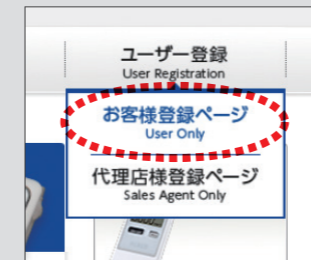 ユーザー登録
User Registration
お客様登録ページ
User Only
代理店様登録ページ
Sales Agent Only